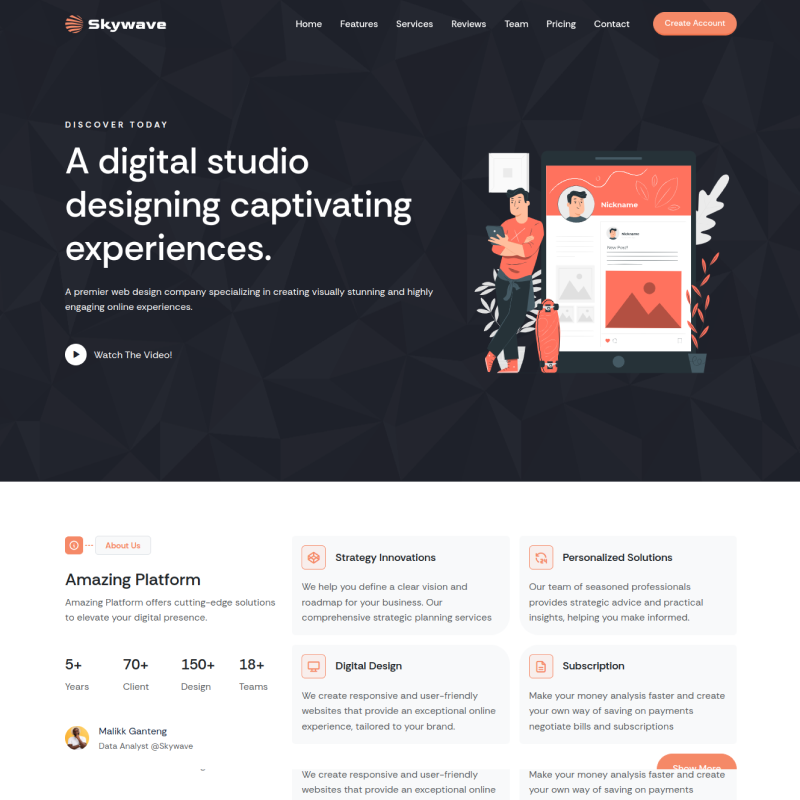 Skywave
Home Features Services Reviews Team Pricing Contact Create Account
DISCOVER TODAY
A digital studio
designing captivating
experiences.
A premier web design company specializing in creating visually stunning and highly
engaging online experiences.
Watch The Video!
Nickname
Nickname
New Post!
About Us
Amazing Platform
Amazing Platform offers cutting-edge solutions
to elevate your digital presence.
5+ 70+ 150+ 18+
Years Client Design Teams
Malikk Ganteng
Data Analyst @Skywave
Strategy Innovations
We help you define a clear vision and
roadmap for your business. Our
comprehensive strategic planning services
24
Personalized Solutions
Our team of seasoned professionals
provides strategic advice and practical
insights, helping you make informed.
Digital Design
We create responsive and user-friendly
websites that provide an exceptional online
experience, tailored to your brand.
Subscription
Make your money analysis faster and create
your own way of saving on payments
negotiate bills and subscriptions
Show More
We create responsive and user-friendly
websites that provide an exceptional online
Make your money analysis faster and create
your own way of saving on payments